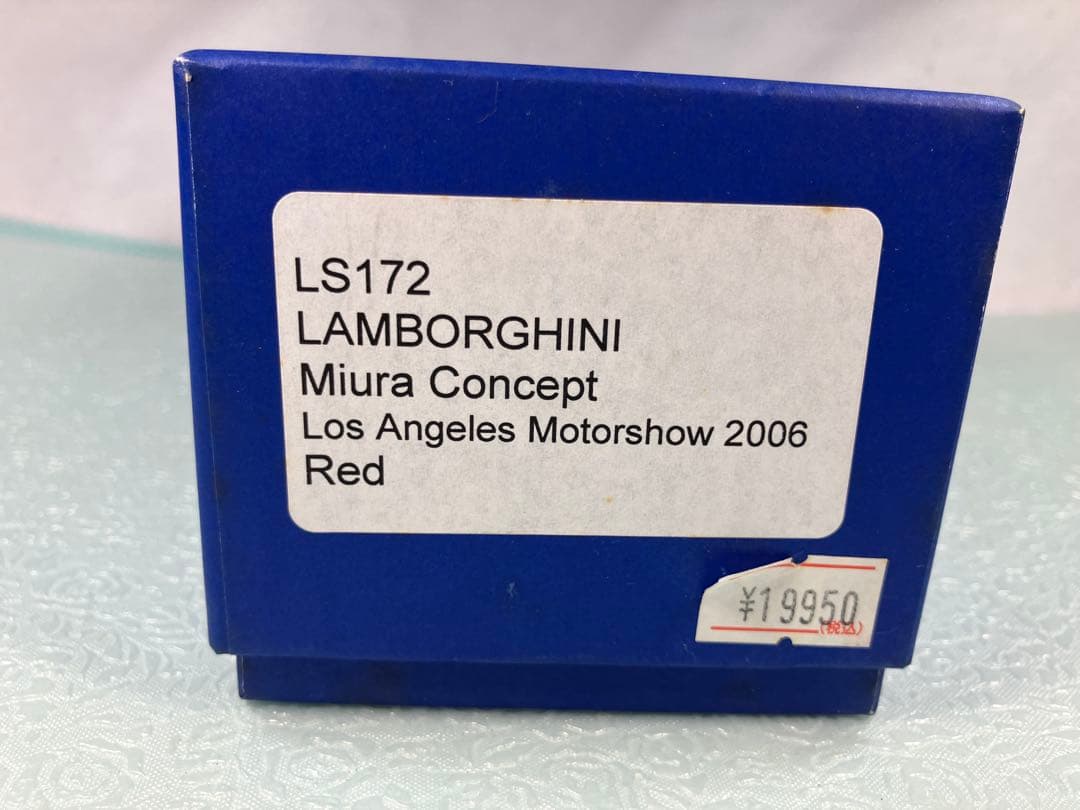 LS172
LAMBORGHINI
Miura Concept
Los Angeles Motorshow 2006
Red
¥19950
(税込)